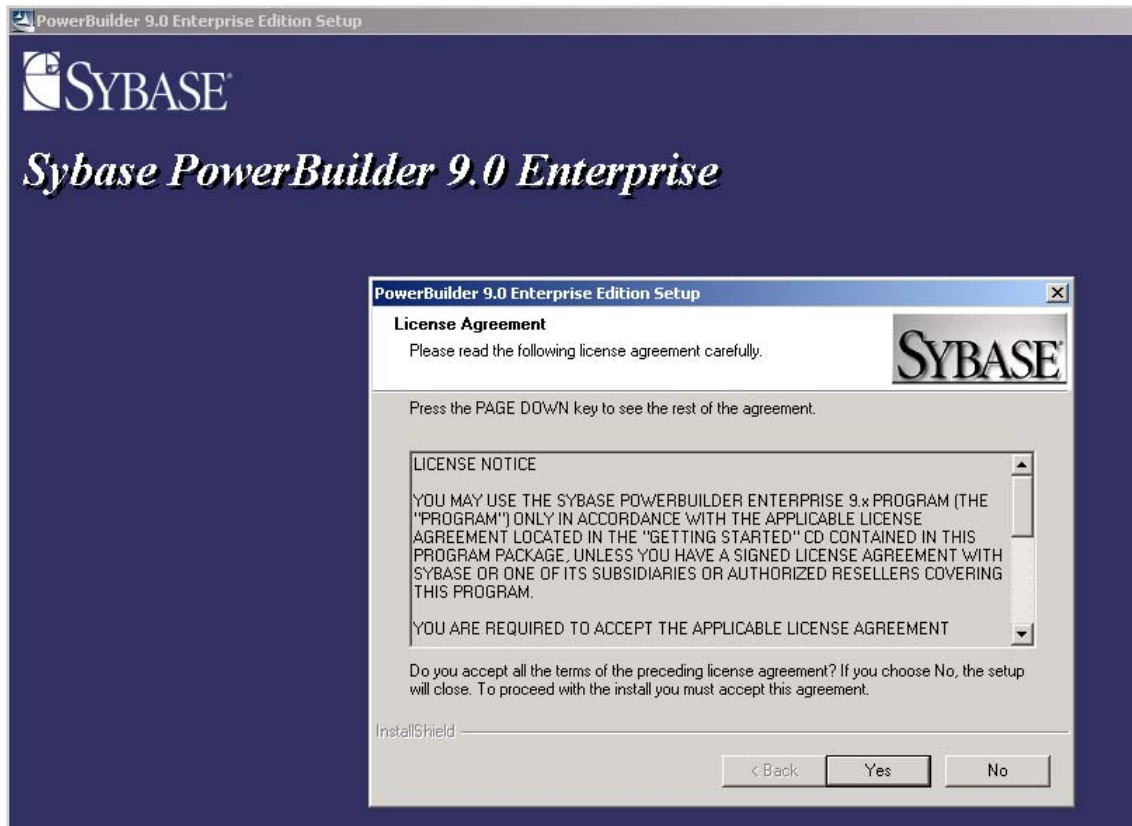 PowerBuilder 9.0 Enterprise Edition Setup
SYBASE
Sybase PowerBuilder 9.0 Enterprise
PowerBuilder 9.0 Enterprise Edition Setup
License Agreement
Please read the following license agreement carefully.
SYBASE
Press the PAGE DOWN key to see the rest of the agreement.
LICENSE NOTICE
YOU MAY USE THE SYBASE POWERBUILDER ENTERPRISE 9.x PROGRAM (THE
"PROGRAM") ONLY IN ACCORDANCE WITH THE APPLICABLE LICENSE
AGREEMENT LOCATED IN THE "GETTING STARTED" CD CONTAINED IN THIS
PROGRAM PACKAGE, UNLESS YOU HAVE A SIGNED LICENSE AGREEMENT WITH
SYBASE OR ONE OF ITS SUBSIDIARIES OR AUTHORIZED RESELLERS COVERING
THIS PROGRAM.
YOU ARE REQUIRED TO ACCEPT THE APPLICABLE LICENSE AGREEMENT
Do you accept all the terms of the preceding license agreement? If you choose No, the setup
will close. To proceed with the install you must accept this agreement.
InstallShield
< Back
Yes
No